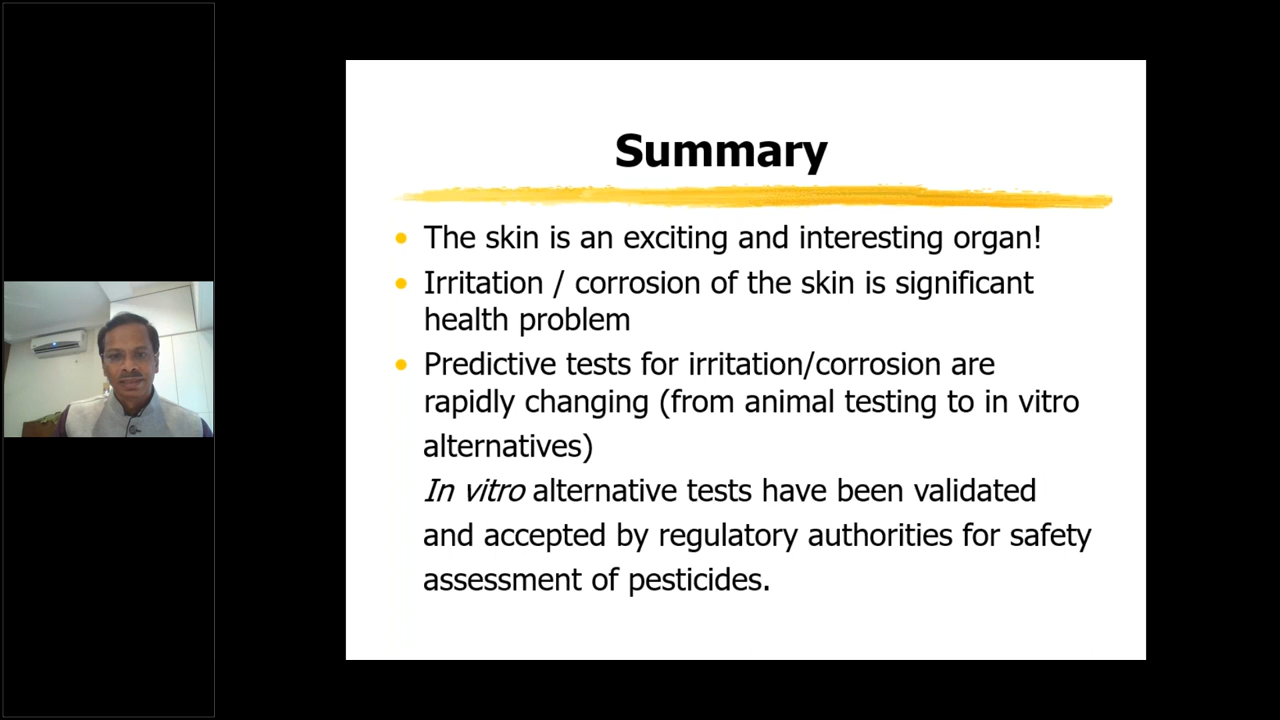 Summary
The skin is an exciting and interesting organ!
Irritation / corrosion of the skin is significant
health problem
Predictive tests for irritation/corrosion are
rapidly changing (from animal testing to in vitro
alternatives)
In vitro alternative tests have been validated
and accepted by regulatory authorities for safety
assessment of pesticides.